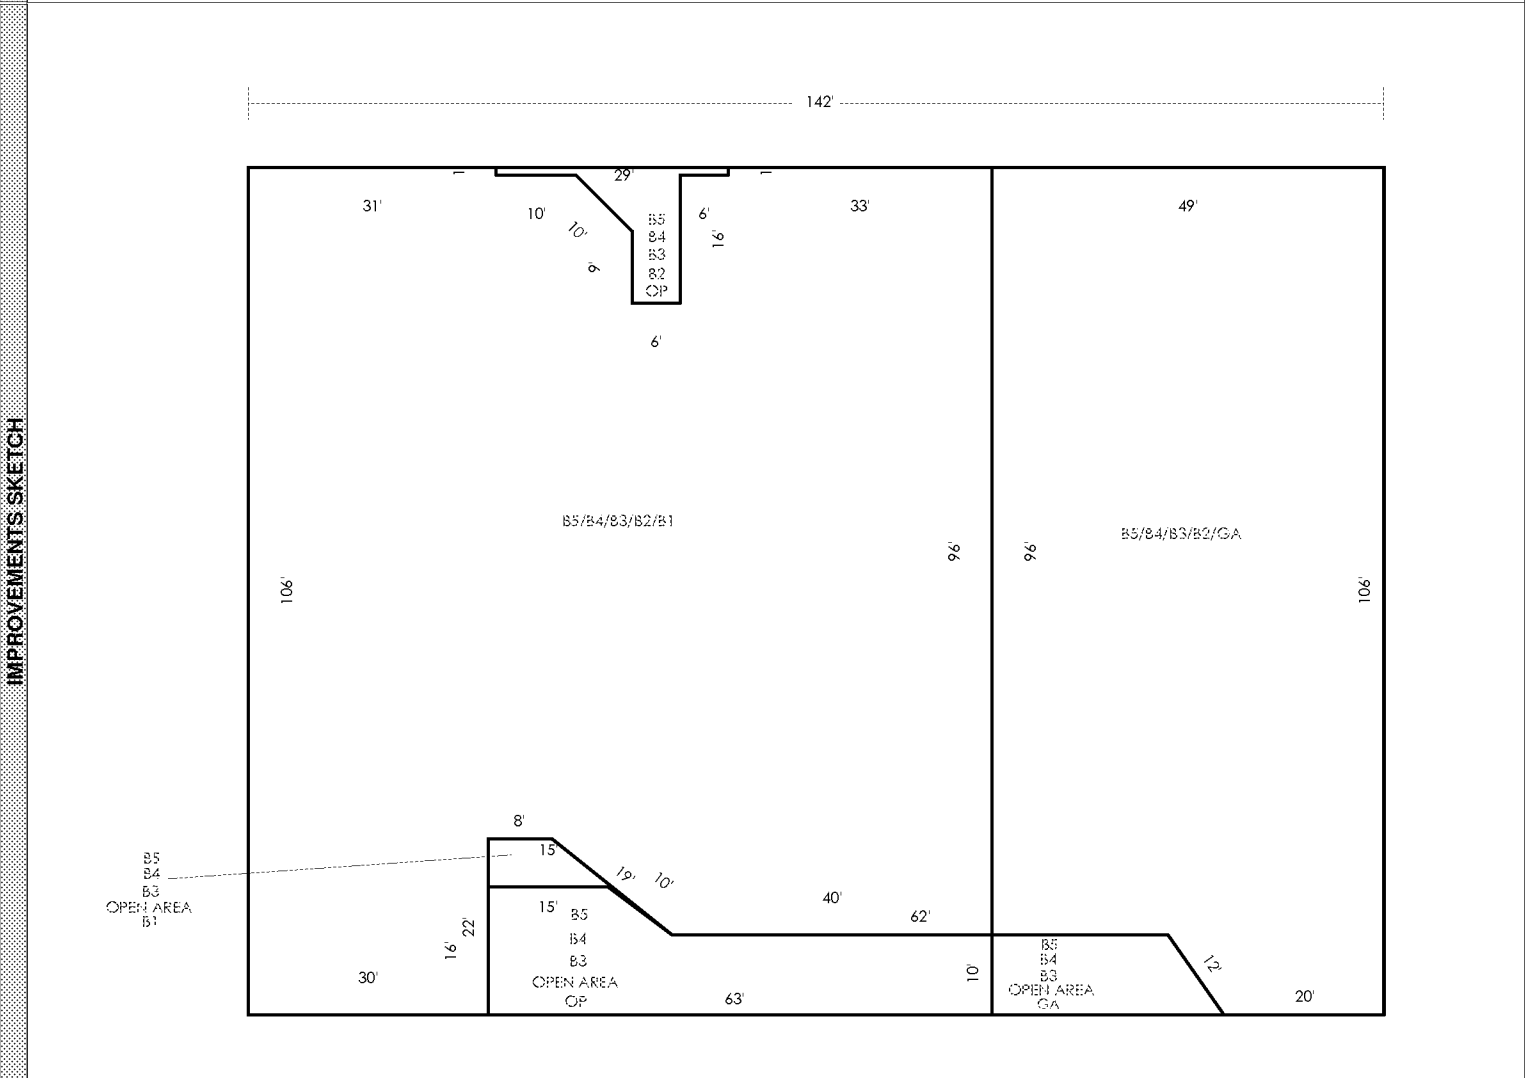 142'
1
29'
1
31'
10'
10'
B5
B4
B3
B2
OP
6'
16'
33'
49'
9'
6'
B5/B4/B3/B2/B1
B5/B4/B3/B2/GA
96'
96'
106'
106'
IMPROVEMENTS SKETCH
8'
15'
B5
B4
B3
OPEN AREA
B1
19'
10'
40'
62'
15'
22'
16'
B5
B4
B3
OPEN AREA
OP
30'
63'
10'
B5
B4
B3
OPEN AREA
GA
12'
20'